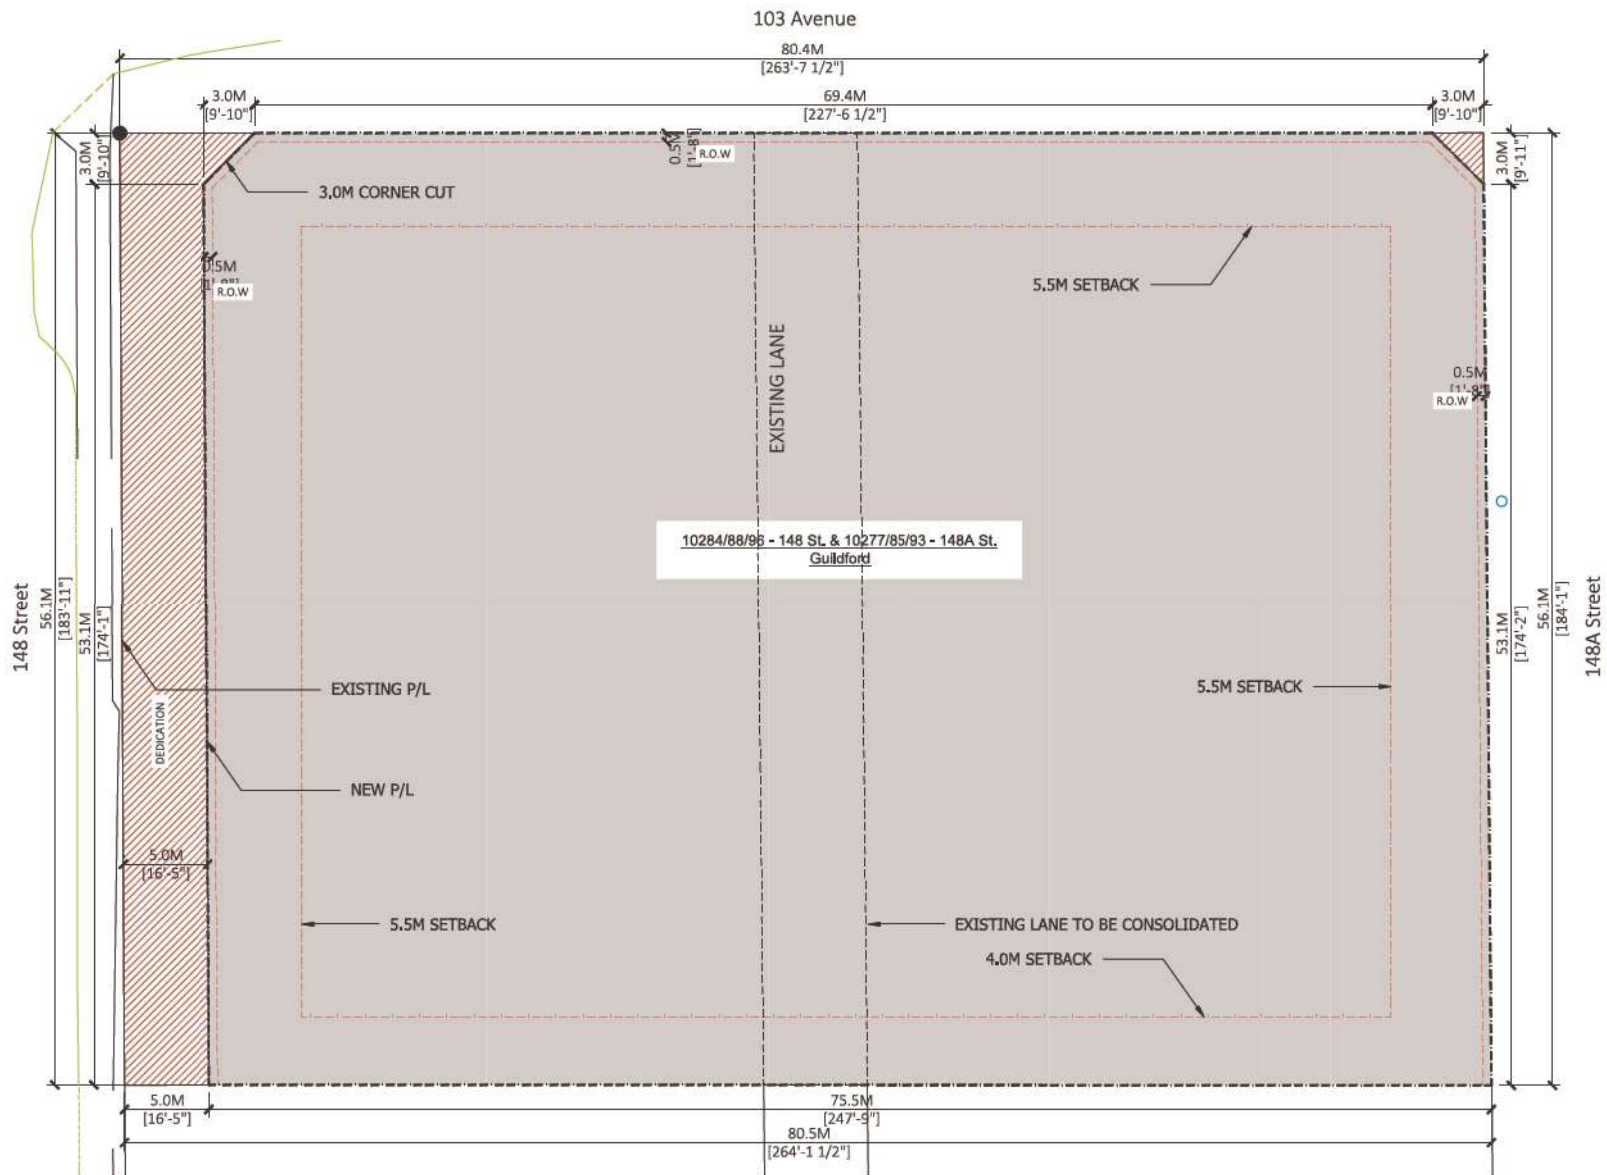 103 Avenue
80.4M
[263'-7 1/2"]
3.0M
[9'-10"]
69.4M
[227'-6 1/2"]
3.0M
[9'-10"]
3.0M
[9'-10"]
0.5M
[1'-8"]
R.O.W
3.0M
[9'-11"]
3.0M CORNER CUT
0.5M
R.O.W
5.5M SETBACK
EXISTING LANE
0.5M
[1'-8"]
R.O.W
10284/88/96 - 148 St. & 10277/85/93 - 148A St.
Guildford
148 Street
56.1M
[183'-11"]
53.1M
[174'-1"]
53.1M
[174'-2"]
56.1M
[184'-1"]
148A Street
EXISTING P/L
5.5M SETBACK
DEDICATION
NEW P/L
5.0M
[16'-5"]
5.5M SETBACK
EXISTING LANE TO BE CONSOLIDATED
4.0M SETBACK
5.0M
[16'-5"]
75.5M
[247'-9"]
80.5M
[264'-1 1/2"]